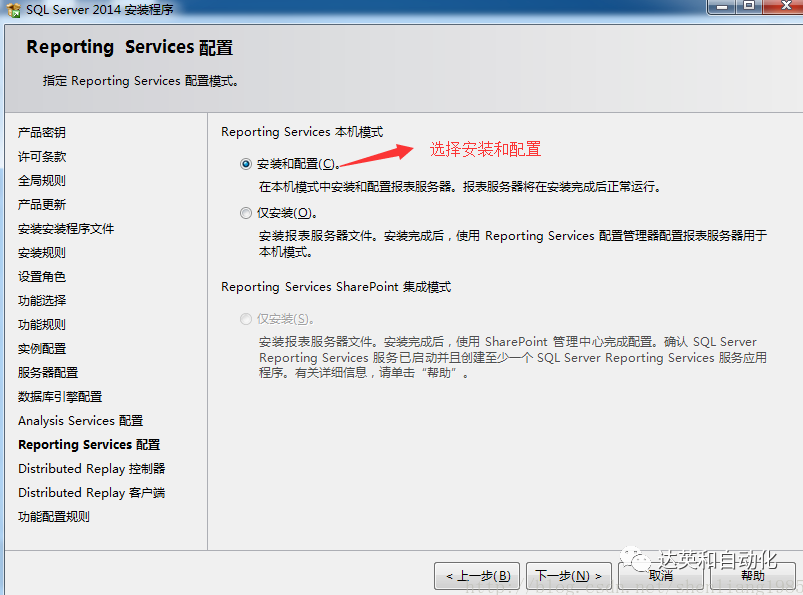 SQL Server 2014 安装程序
Reporting Services 配置
指定 Reporting Services 配置模式。
产品密钥
许可条款
全局规则
产品更新
安装安装程序文件
安装规则
设置角色
功能选择
功能规则
实例配置
服务器配置
数据库引擎配置
Analysis Services 配置
Reporting Services 配置
Distributed Replay 控制器
Distributed Replay 客户端
功能配置规则
Reporting Services 本机模式
安装和配置(C)。
选择安装和配置
在本机模式中安装和配置报表服务器。报表服务器将在安装完成后正常运行。
仅安装(O)。
安装报表服务器文件。安装完成后，使用 Reporting Services 配置管理器配置报表服务器用于
本机模式。
Reporting Services SharePoint 集成模式
仅安装(S)。
安装报表服务器文件。安装完成后，使用 SharePoint 管理中心完成配置。确认 SQL Server
Reporting Services 服务已启动并且创建至少一个 SQL Server Reporting Services 服务应用
程序。有关详细信息，请单击“帮助”。
达英和自动化
< 上一步(B)
下一步(N) >
取消
帮助
http://blog.csdn.net/shenliang1985